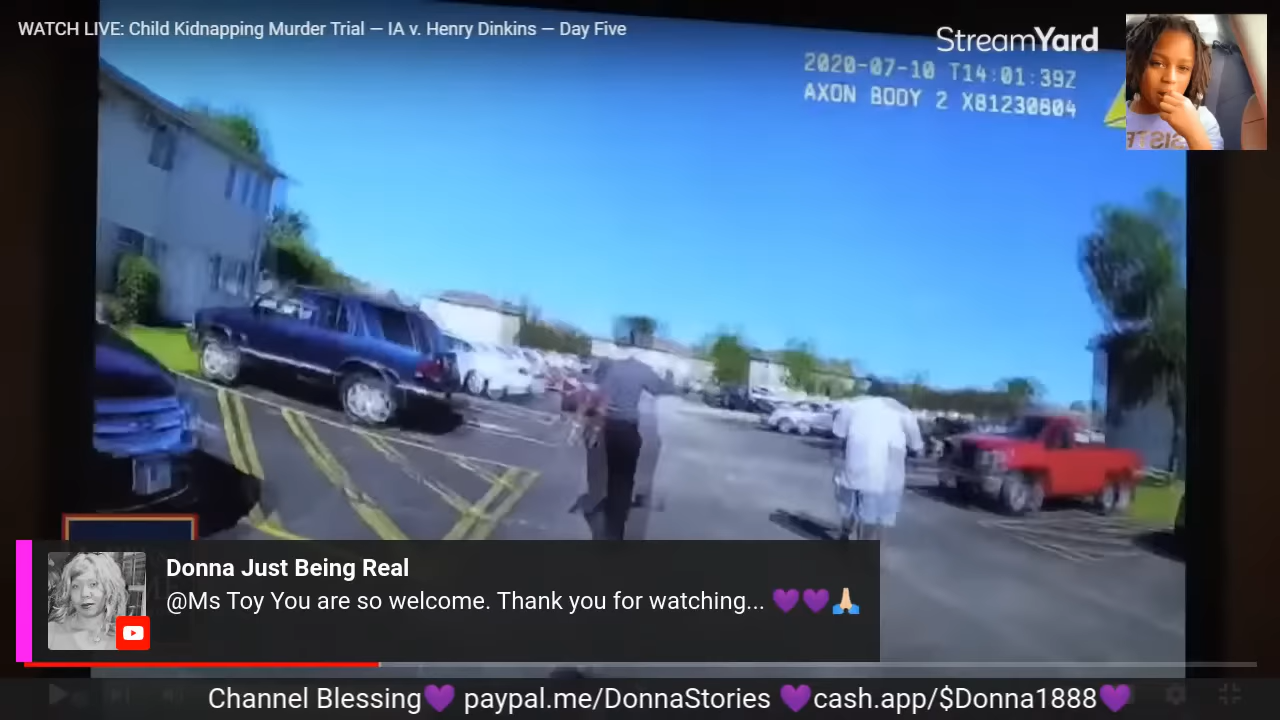 WATCH LIVE: Child Kidnapping Murder Trial — IA v. Henry Dinkins — Day Five
StreamYard
2020-07-10 T14:01:39Z
AXON BODY 2 X81230804
Donna Just Being Real
@Ms Toy You are so welcome. Thank you for watching... 💜💜🙏🏼
Channel Blessing💜 paypal.me/DonnaStories 💜cash.app/$Donna1888💜